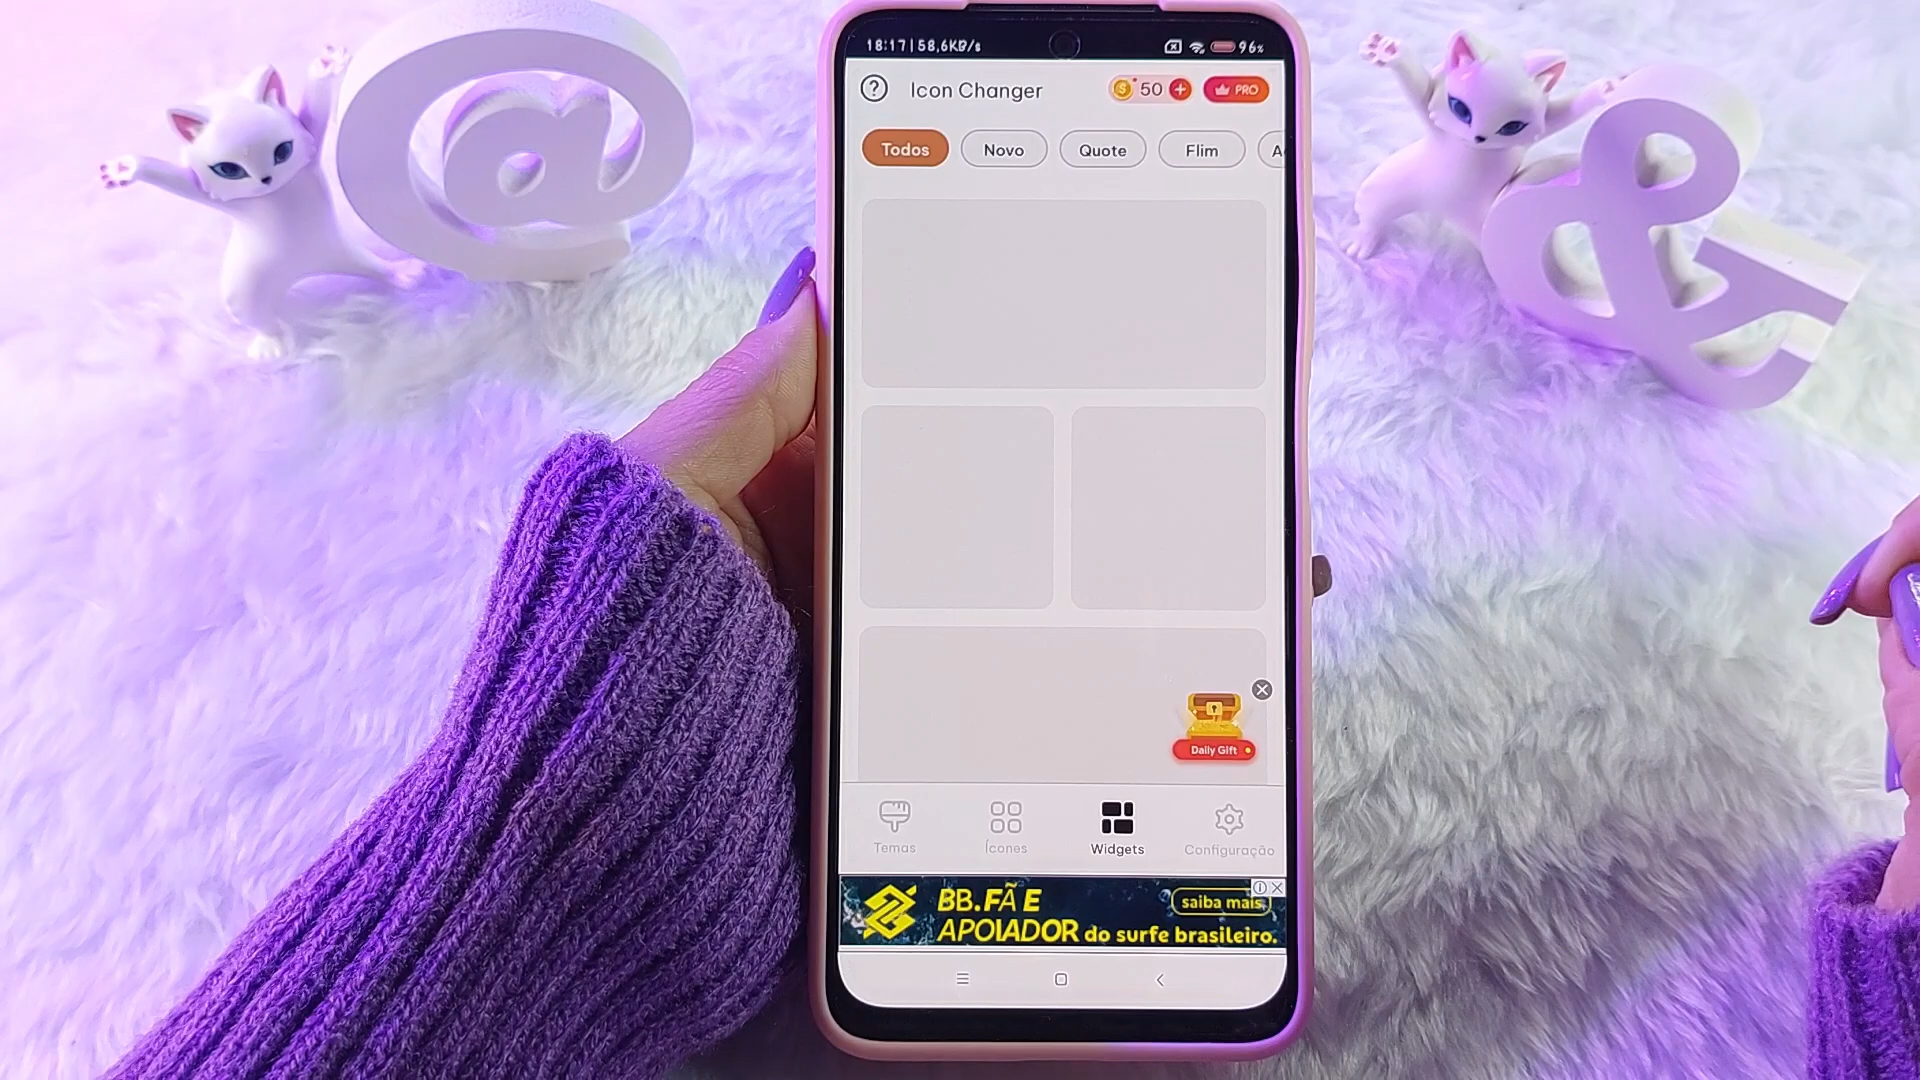 @
&
18:17 | 58,6KB/s
96%
? Icon Changer
50
PRO
Todos
Novo
Quote
Flim
Daily Gift
Temas
Ícones
Widgets
Configuração
BB.FÃ E
APOIADOR do surfe brasileiro.
saiba mais